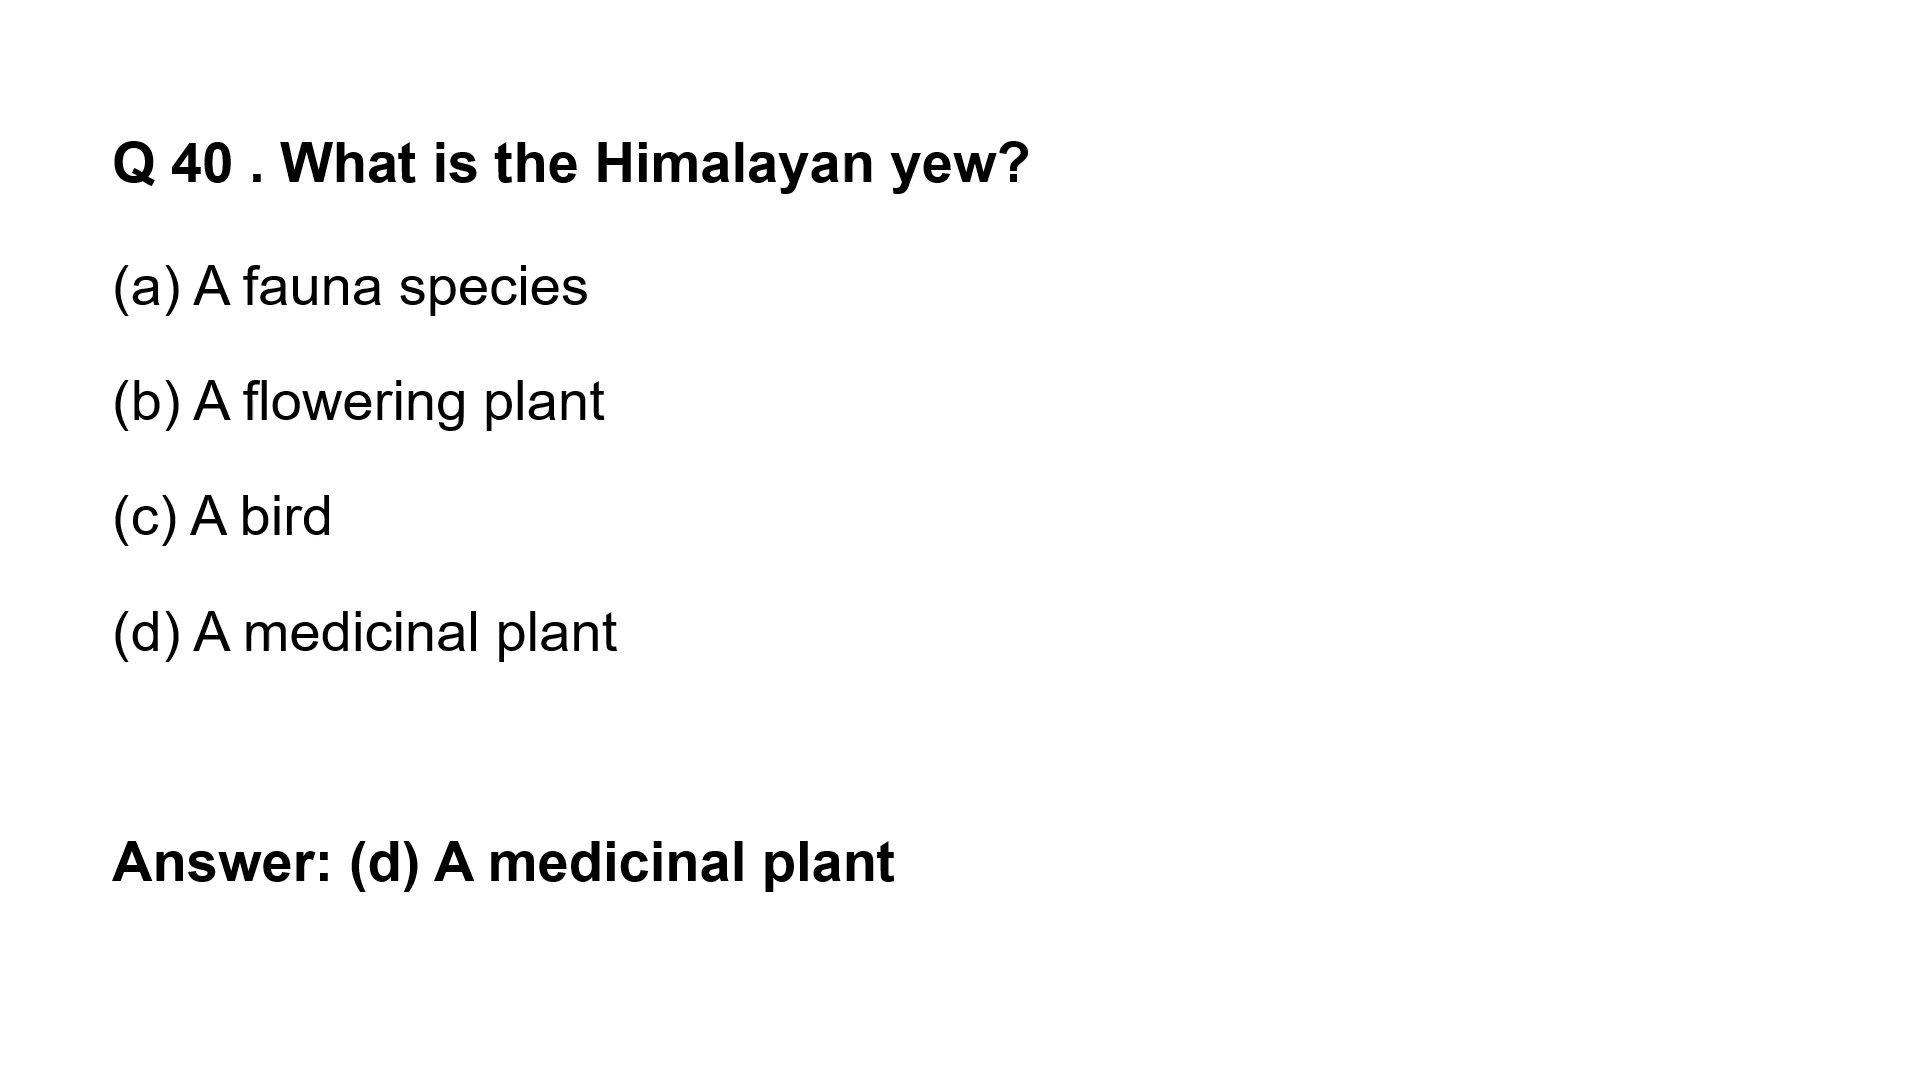 Q 40 . What is the Himalayan yew?
(a) A fauna species
(b) A flowering plant
(c) A bird
(d) A medicinal plant
Answer: (d) A medicinal plant